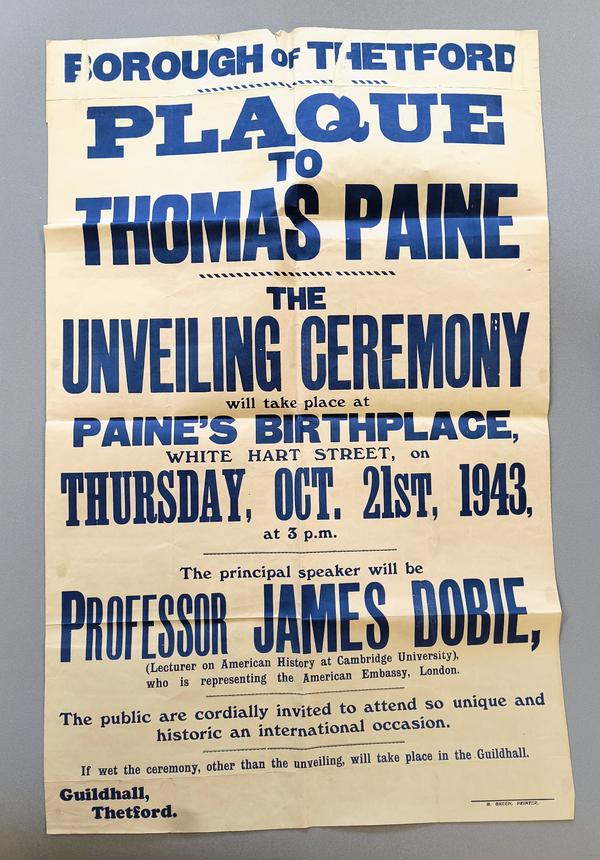 BOROUGH OF THETFORD
PLAQUE
TO
THOMAS PAINE
THE
UNVEILING CEREMONY
will take place at
PAINE'S BIRTHPLACE,
WHITE HART STREET, on
THURSDAY, OCT. 21st, 1943,
at 3 p.m.
The principal speaker will be
PROFESSOR JAMES DOBIE,
(Lecturer on American History at Cambridge University),
who is representing the American Embassy, London.
The public are cordially invited to attend so unique and
historic an international occasion.
If wet the ceremony, other than the unveiling, will take place in the Guildhall.
Guildhall,
Thetford.
GREEN, PRINTER.